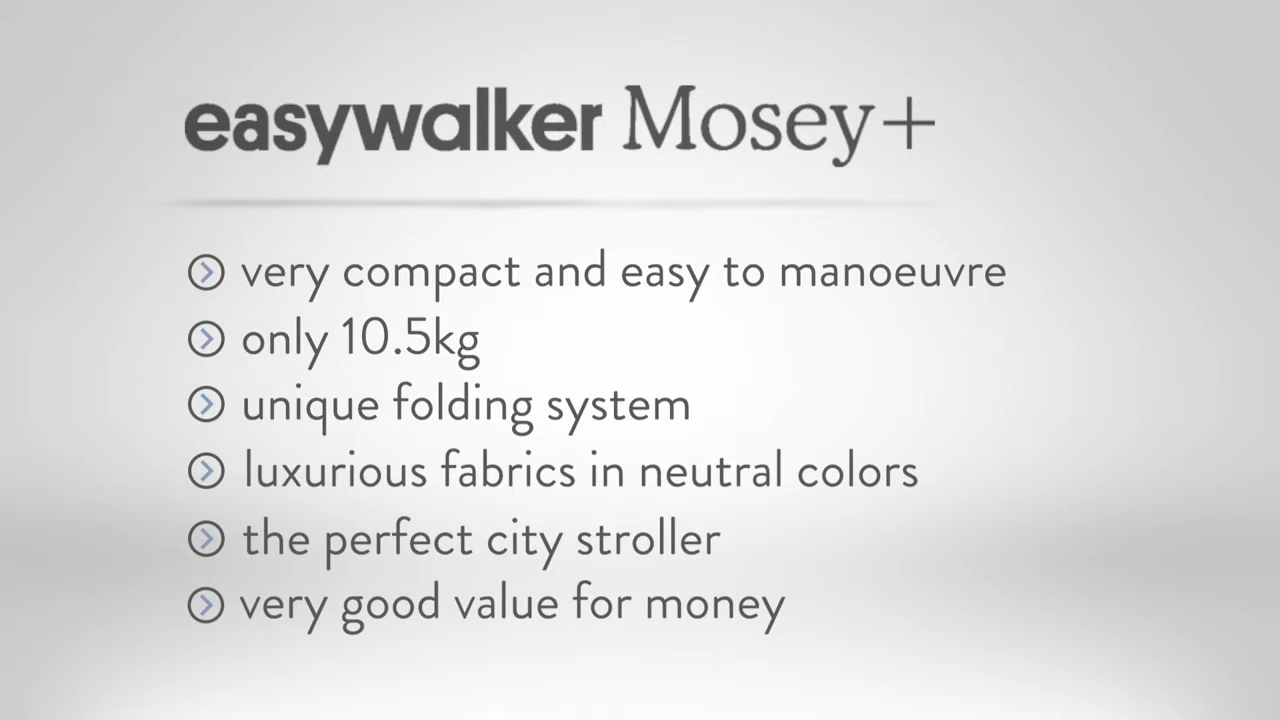 easywalker Mosey+
very compact and easy to manoeuvre
only 10.5kg
unique folding system
luxurious fabrics in neutral colors
the perfect city stroller
very good value for money